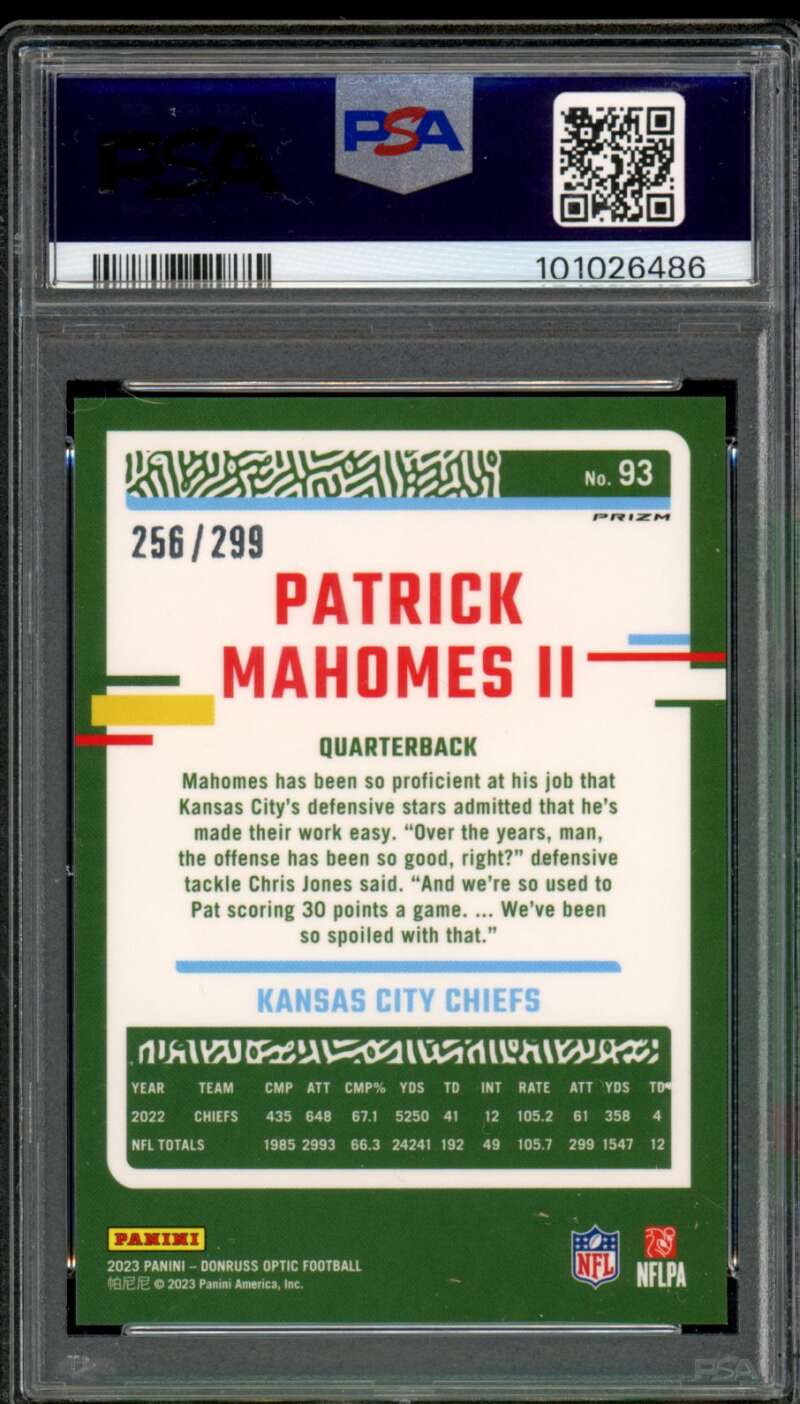 PSA
PSA
101026486
No. 93
PRIZM
256/299
PATRICK
MAHOMES II
QUARTERBACK
Mahomes has been so proficient at his job that
Kansas City's defensive stars admitted that he's
made their work easy. “Over the years, man,
the offense has been so good, right?” defensive
tackle Chris Jones said. “And we're so used to
Pat scoring 30 points a game. ... We've been
so spoiled with that.”
KANSAS CITY CHIEFS
YEAR TEAM CMP ATT CMP% YDS TD INT RATE ATT YDS TD
2022 CHIEFS 435 648 67.1 5250 41 12 105.2 61 358 4
NFL TOTALS 1985 2993 66.3 24241 192 49 105.7 299 1547 12
PANINI
2023 PANINI – DONRUSS OPTIC FOOTBALL
帕尼尼 © 2023 Panini America, Inc.
NFL
NFLPA
PSA